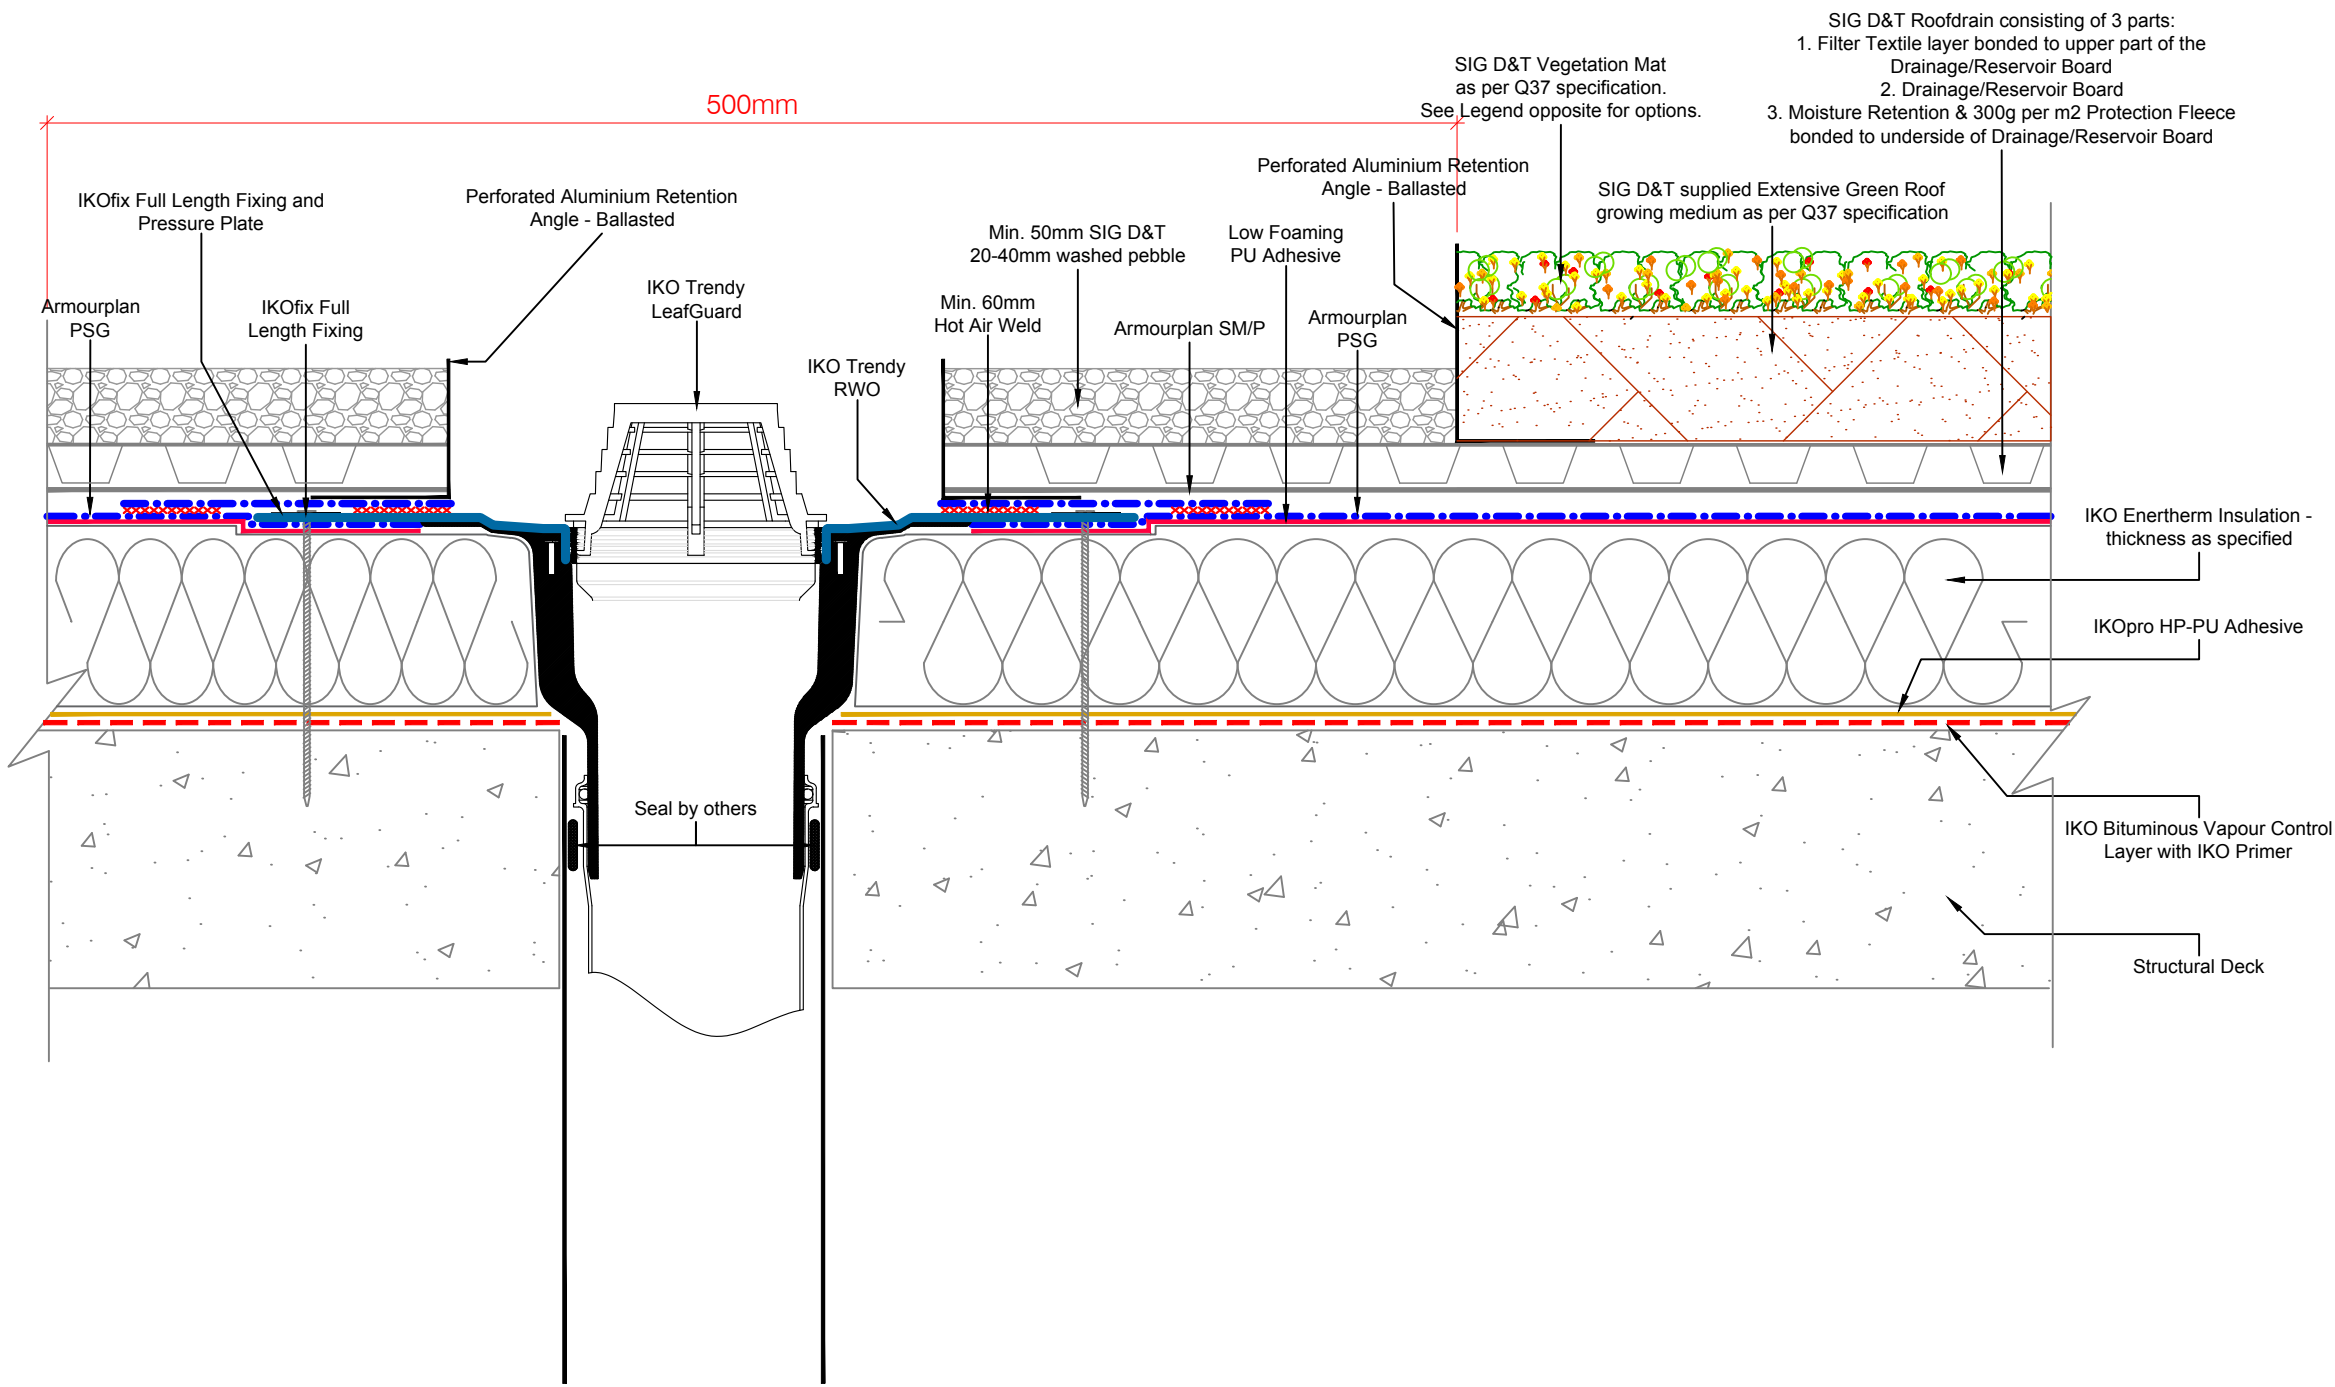 SIG D&T Roofdrain consisting of 3 parts:
1. Filter Textile layer bonded to upper part of the
Drainage/Reservoir Board
2. Drainage/Reservoir Board
3. Moisture Retention & 300g per m2 Protection Fleece
bonded to underside of Drainage/Reservoir Board
SIG D&T Vegetation Mat
as per Q37 specification.
See Legend opposite for options.
500mm
Perforated Aluminium Retention
Angle - Ballasted
SIG D&T supplied Extensive Green Roof
growing medium as per Q37 specification
IKOfix Full Length Fixing and
Pressure Plate
Perforated Aluminium Retention
Angle - Ballasted
Min. 50mm SIG D&T
20-40mm washed pebble
Low Foaming
PU Adhesive
Armourplan
PSG
IKOfix Full
Length Fixing
IKO Trendy
LeafGuard
Min. 60mm
Hot Air Weld
Armourplan SM/P
Armourplan
PSG
IKO Trendy
RWO
IKO Enertherm Insulation -
thickness as specified
IKOpro HP-PU Adhesive
Seal by others
IKO Bituminous Vapour Control
Layer with IKO Primer
Structural Deck